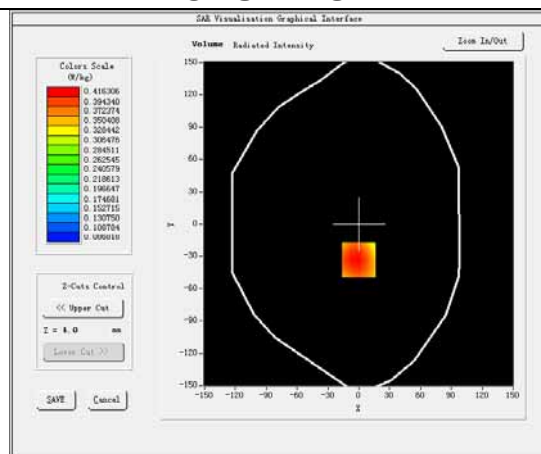 SAR Visualisation Graphical Interface
Volume Radiated Intensity
Zoom In/Out
Colors Scale
(W/kg)
0.416306
0.394340
0.372374
0.350408
0.328442
0.306476
0.284511
0.262545
0.240579
0.218613
0.196647
0.174681
0.152715
0.130750
0.108784
0.086818
150
90
60
30
0
-30
-60
-90
-120
-150
Y
-150 -120 -90 -60 -30 0 30 60 90 120 150
X
Z-Cuts Control
<< Upper Cut
Z = 4.0 mm
Lower Cut >>
SAVE
Cancel